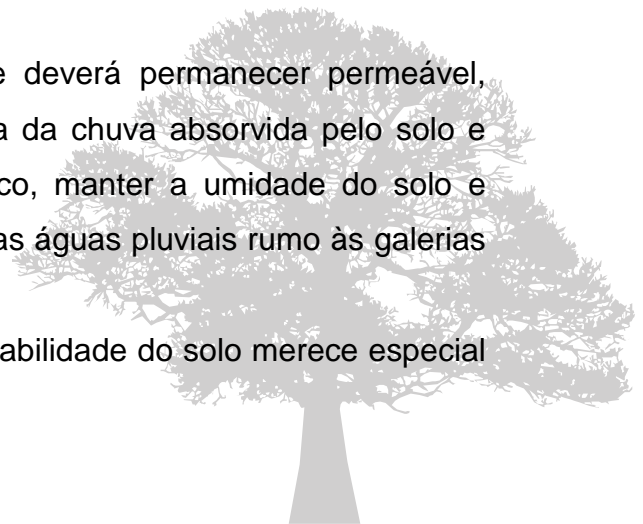 e deverá permanecer permeável,
a da chuva absorvida pelo solo e
co, manter a umidade do solo e
as águas pluviais rumo às galerias
abilidade do solo merece especial